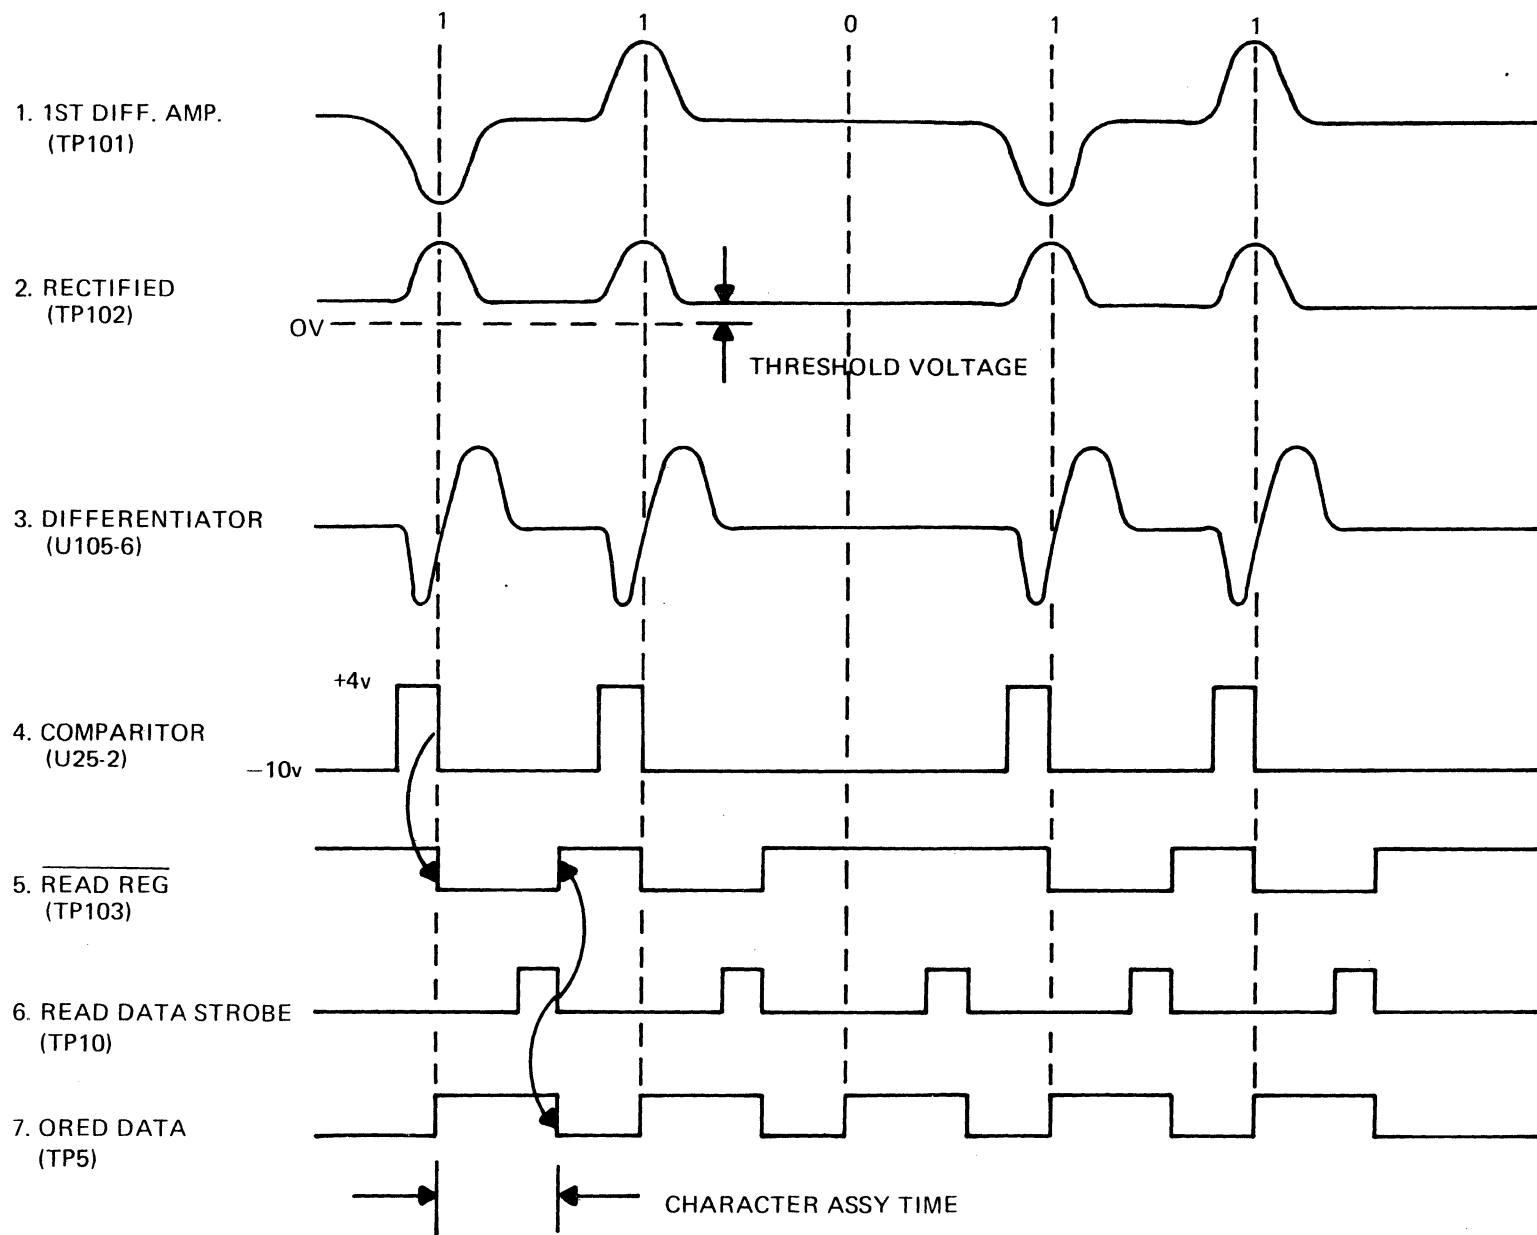 1 1 0 1 1
1. 1ST DIFF. AMP.
(TP101)
2. RECTIFIED
(TP102)
OV
THRESHOLD VOLTAGE
3. DIFFERENTIATOR
(U105-6)
+4v
4. COMPARITOR
(U25-2)
−10v
5. READ REG
(TP103)
6. READ DATA STROBE
(TP10)
7. ORED DATA
(TP5)
CHARACTER ASSY TIME